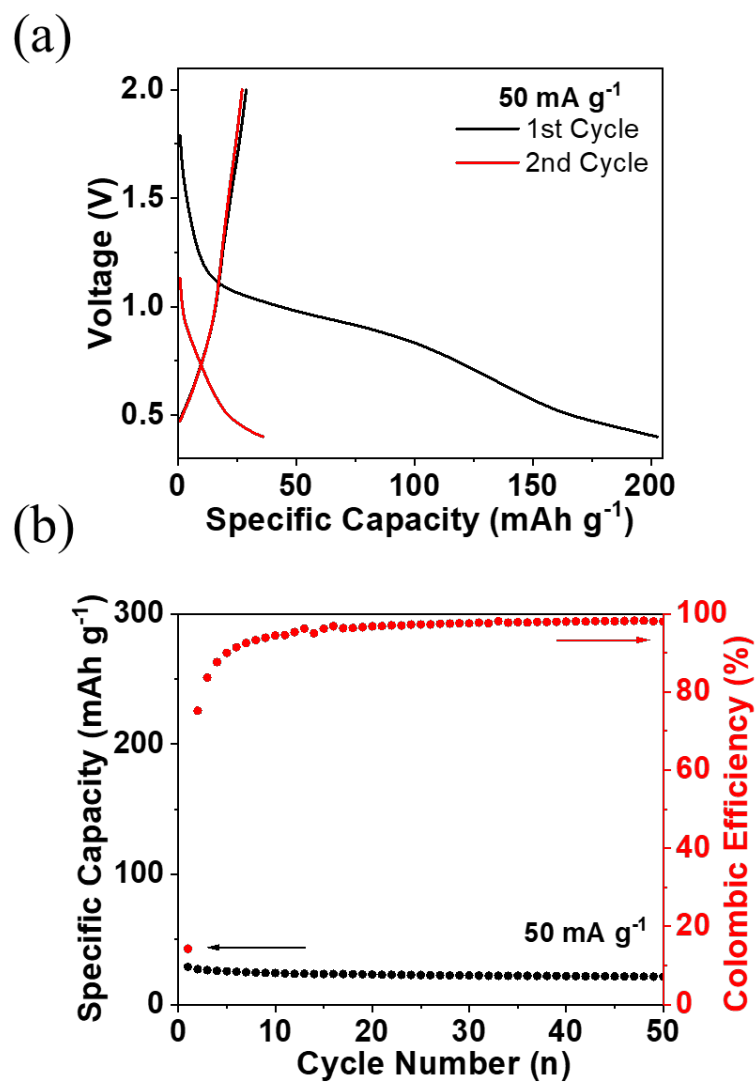 (a)
50 mA g⁻¹
1st Cycle
2nd Cycle
Voltage (V)
2.0
1.5
1.0
0.5
0 50 100 150 200
Specific Capacity (mAh g⁻¹)
(b)
Specific Capacity (mAh g⁻¹)
300
200
100
0
100
80
60
40
20
0
Colombic Efficiency (%)
50 mA g⁻¹
0 10 20 30 40 50
Cycle Number (n)